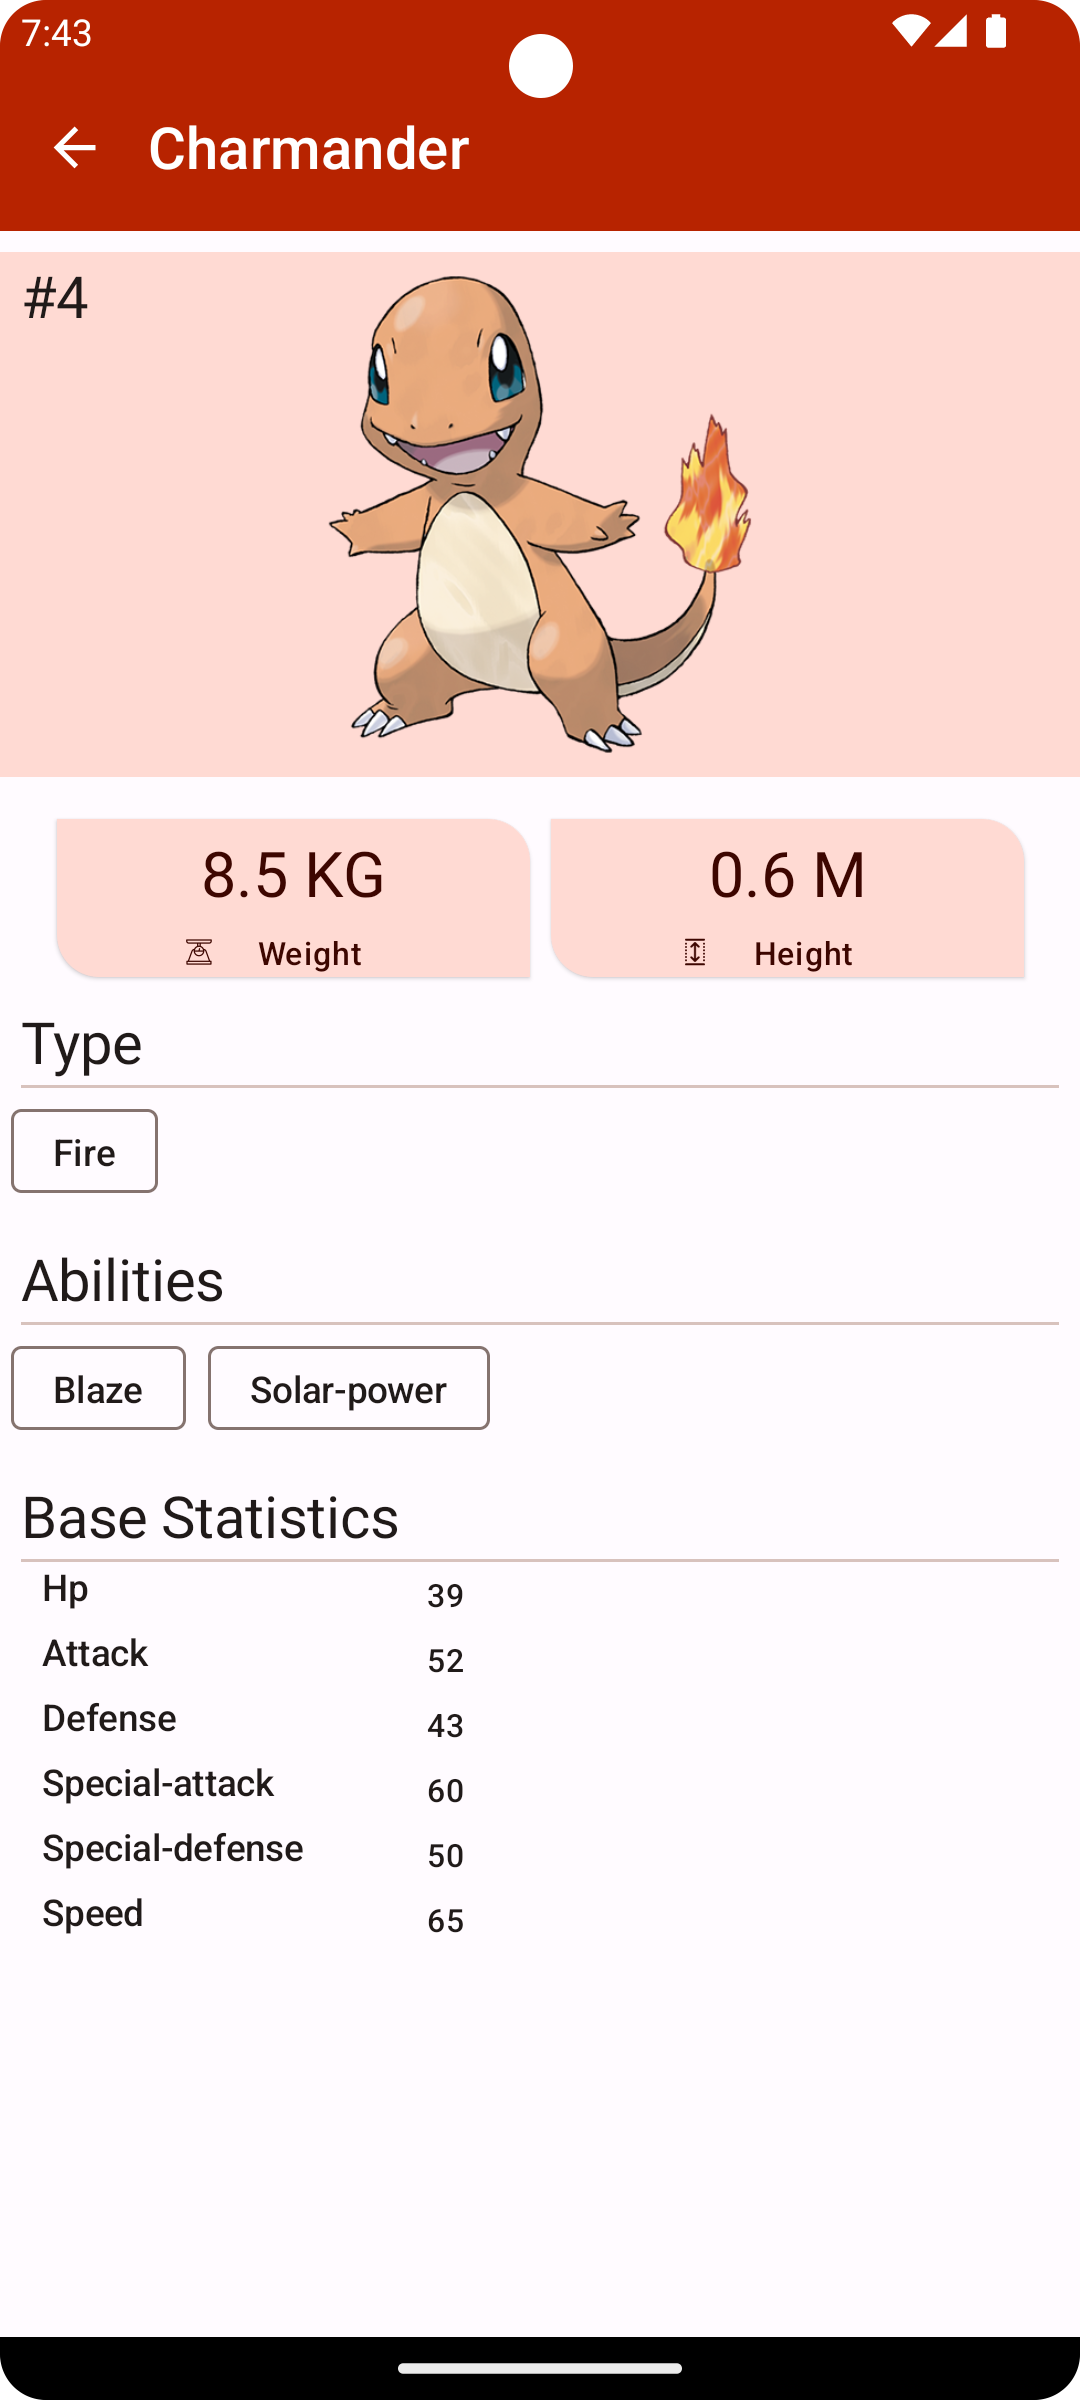 7:43
Charmander
#4
8.5 KG
0.6 M
Weight
Height
Type
Fire
Abilities
Blaze Solar-power
Base Statistics
Hp 39
Attack 52
Defense 43
Special-attack 60
Special-defense 50
Speed 65